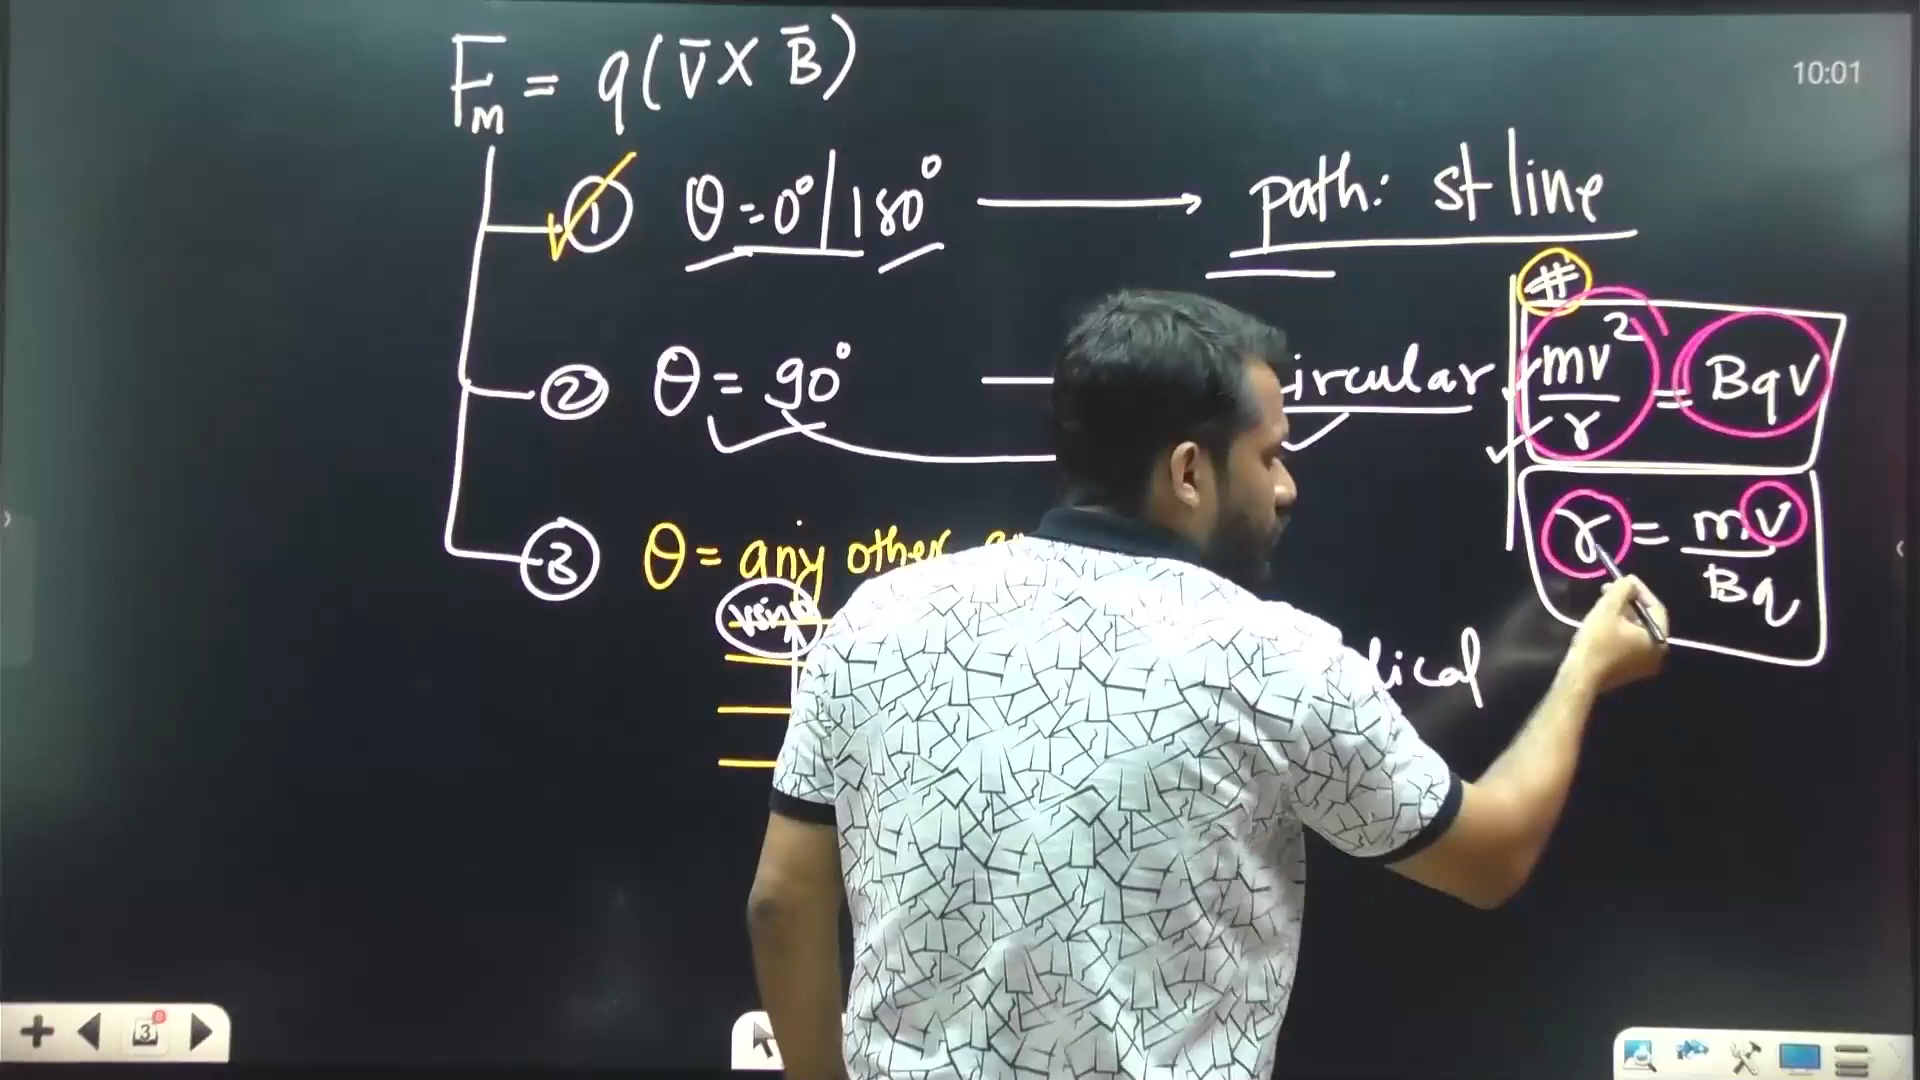 F̅m = q(v̅ × B̅)
10:01
① θ = 0°|180° → path: st line
#
② θ = 90° — ircular
mv²/r = Bqv
③ θ = any other
r = mv/Bq
vsinθ
lical
3